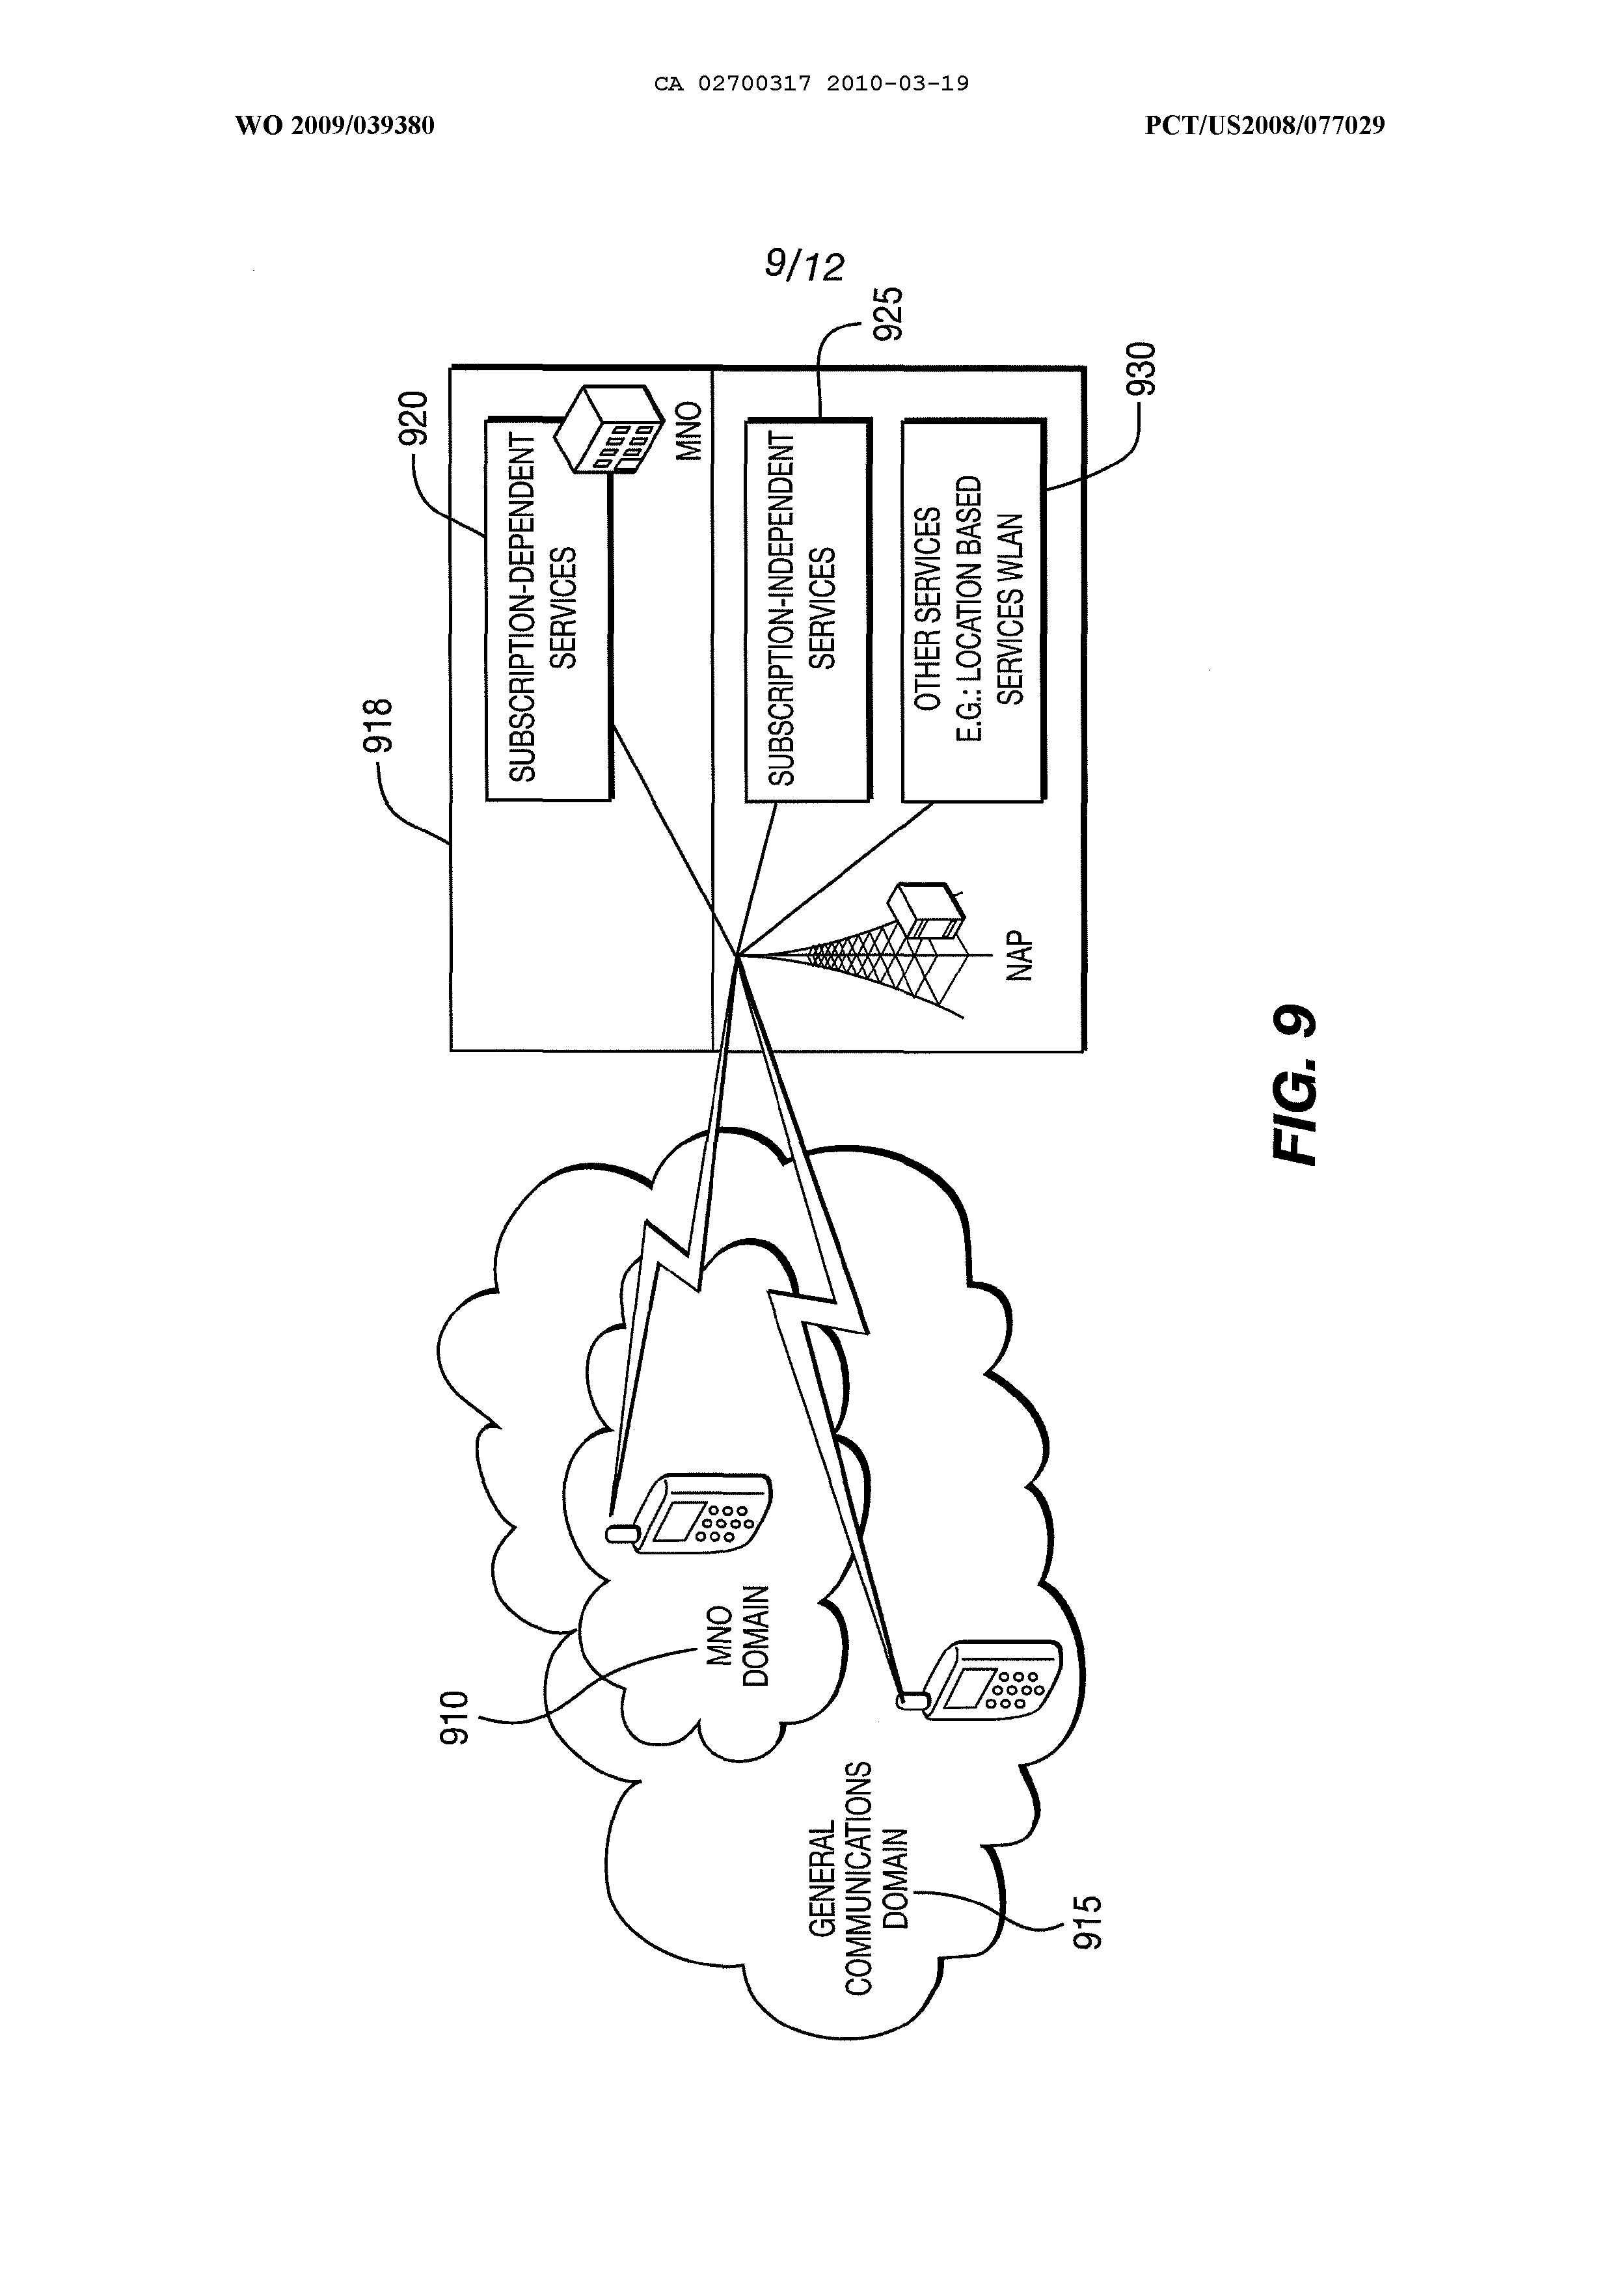 CA 02700317 2010-03-19
WO 2009/039380
PCT/US2008/077029
9/12
918
920
SUBSCRIPTION-DEPENDENT
SERVICES
MNO
925
SUBSCRIPTION-INDEPENDENT
SERVICES
930
OTHER SERVICES
E.G.: LOCATION BASED
SERVICES WLAN
NAP
910
MNO
DOMAIN
GENERAL
COMMUNICATIONS
DOMAIN
915
FIG. 9